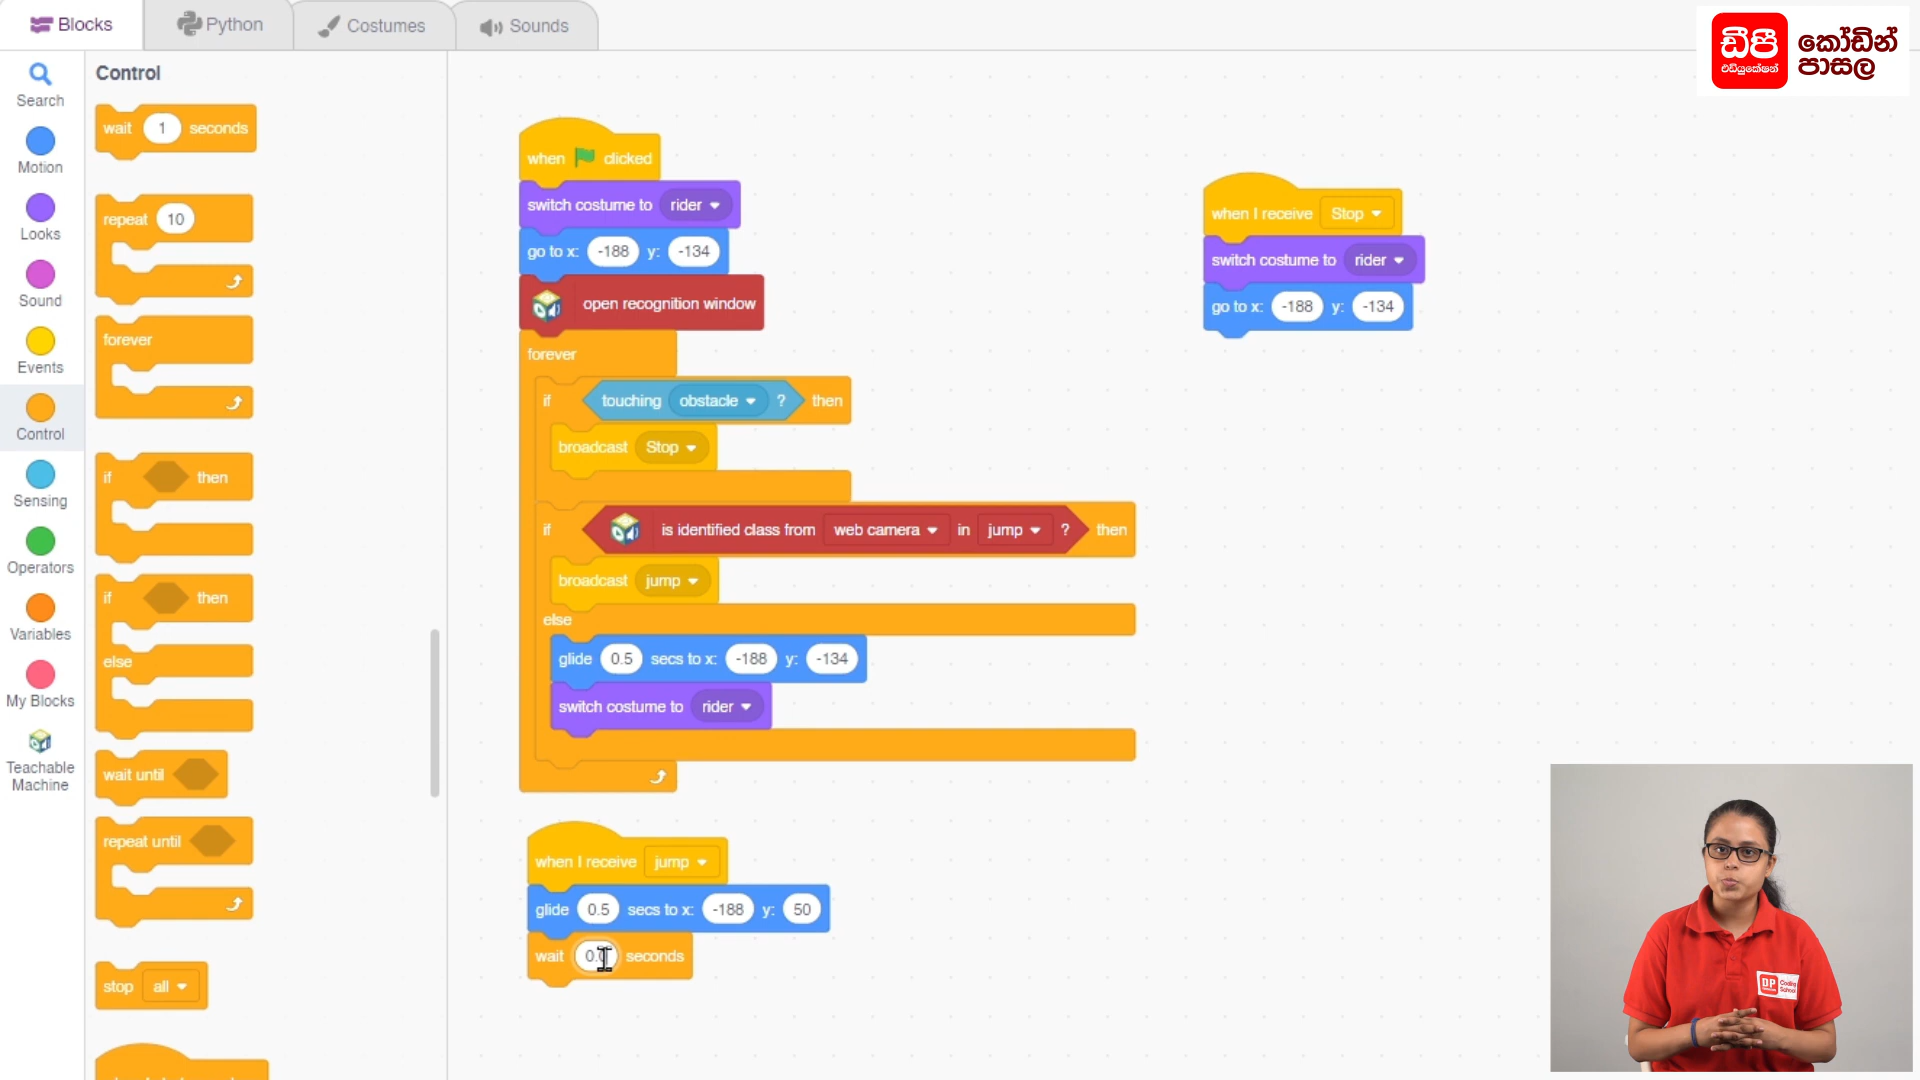 Blocks
Python
Costumes
Sounds
ඩීපී
එඩියුකේෂන්
කෝඩින්
පාසල
Search
Motion
Looks
Sound
Events
Control
Sensing
Operators
Variables
My Blocks
Teachable
Machine
Control
wait 1 seconds
repeat 10
forever
if then
if then
else
wait until
repeat until
stop all
when clicked
switch costume to rider
go to x: -188 y: -134
open recognition window
forever
if touching obstacle ? then
broadcast Stop
if is identified class from web camera in jump ? then
broadcast jump
else
glide 0.5 secs to x: -188 y: -134
switch costume to rider
when I receive jump
glide 0.5 secs to x: -188 y: 50
wait seconds
when I receive Stop
switch costume to rider
go to x: -188 y: -134
DP
Coding
School